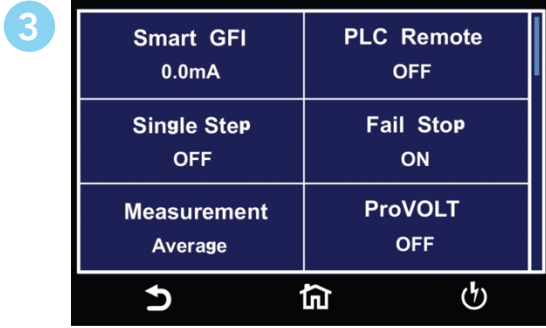 3
Smart GFI
0.0mA
PLC Remote
OFF
Single Step
OFF
Fail Stop
ON
Measurement
Average
ProVOLT
OFF